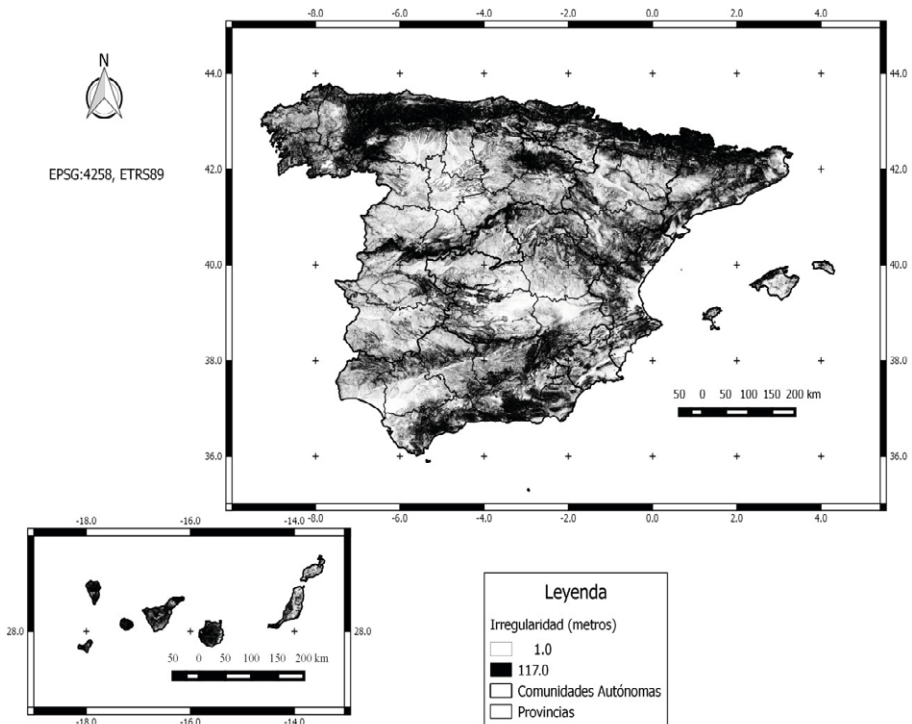 -8.0 -6.0 -4.0 -2.0 0.0 2.0 4.0
N
44.0 44.0
EPSG:4258, ETRS89
42.0 42.0
40.0 40.0
38.0 38.0
50 0 50 100 150 200 km
36.0 36.0
-8.0 -6.0 -4.0 -2.0 0.0 2.0 4.0
-18.0 -16.0 -14.0
28.0 28.0
50 0 50 100 150 200 km
-18.0 -16.0 -14.0
Leyenda
Irregularidad (metros)
1.0
117.0
Comunidades Autónomas
Provincias